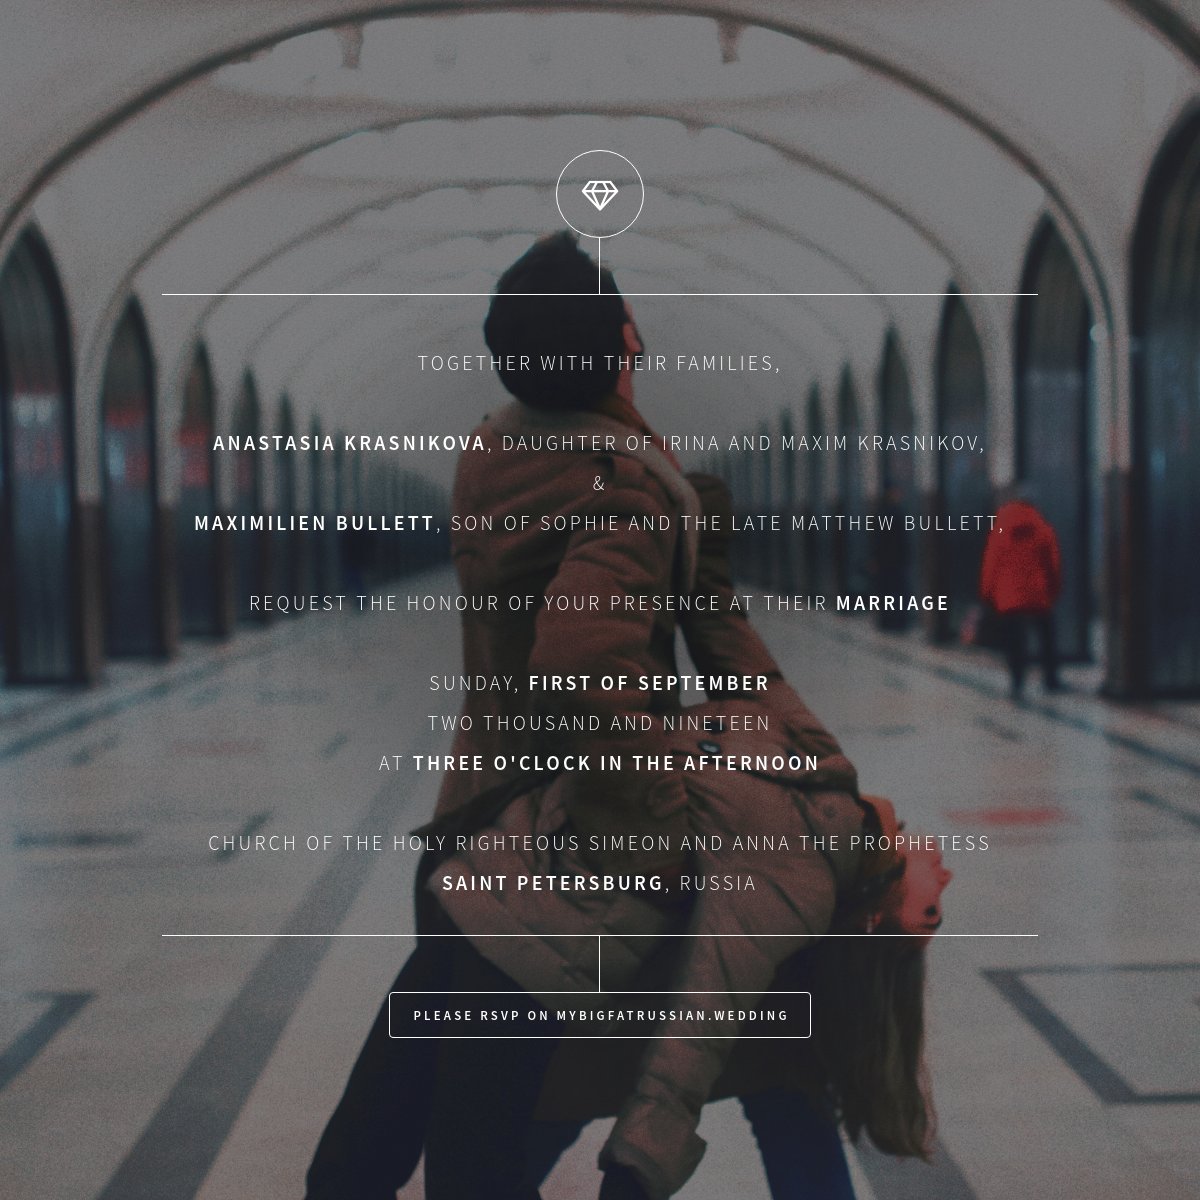 TOGETHER WITH THEIR FAMILIES,
ANASTASIA KRASNIKOVA, DAUGHTER OF IRINA AND MAXIM KRASNIKOV,
&
MAXIMILIEN BULLETT, SON OF SOPHIE AND THE LATE MATTHEW BULLETT,
REQUEST THE HONOUR OF YOUR PRESENCE AT THEIR MARRIAGE
SUNDAY, FIRST OF SEPTEMBER
TWO THOUSAND AND NINETEEN
AT THREE O'CLOCK IN THE AFTERNOON
CHURCH OF THE HOLY RIGHTEOUS SIMEON AND ANNA THE PROPHETESS
SAINT PETERSBURG, RUSSIA
PLEASE RSVP ON MYBIGFATRUSSIAN.WEDDING